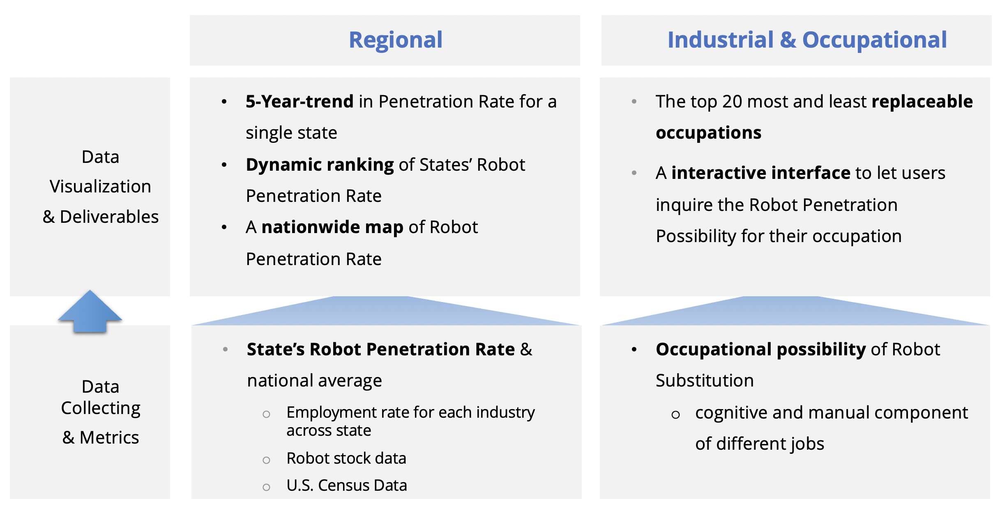 Regional
Industrial & Occupational
Data
Visualization
& Deliverables
• 5-Year-trend in Penetration Rate for a
single state
• Dynamic ranking of States’ Robot
Penetration Rate
• A nationwide map of Robot
Penetration Rate
• The top 20 most and least replaceable
occupations
• A interactive interface to let users
inquire the Robot Penetration
Possibility for their occupation
Data
Collecting
& Metrics
• State’s Robot Penetration Rate &
national average
○ Employment rate for each industry
across state
○ Robot stock data
○ U.S. Census Data
• Occupational possibility of Robot
Substitution
○ cognitive and manual component
of different jobs